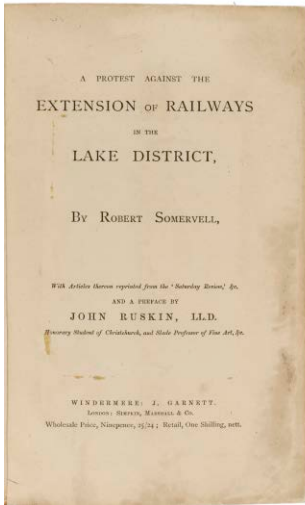 A PROTEST AGAINST THE
EXTENSION OF RAILWAYS
IN THE
LAKE DISTRICT,
BY ROBERT SOMERVELL,
With Articles thereon reprinted from the 'Saturday Review,' &c.
AND A PREFACE BY
JOHN RUSKIN, LL.D.
Honorary Student of Christchurch, and Slade Professor of Fine Art, &c.
WINDERMERE: J. GARNETT.
LONDON: SIMPKIN, MARSHALL & CO.
Wholesale Price, Ninepence, 25/24; Retail, One Shilling, nett.